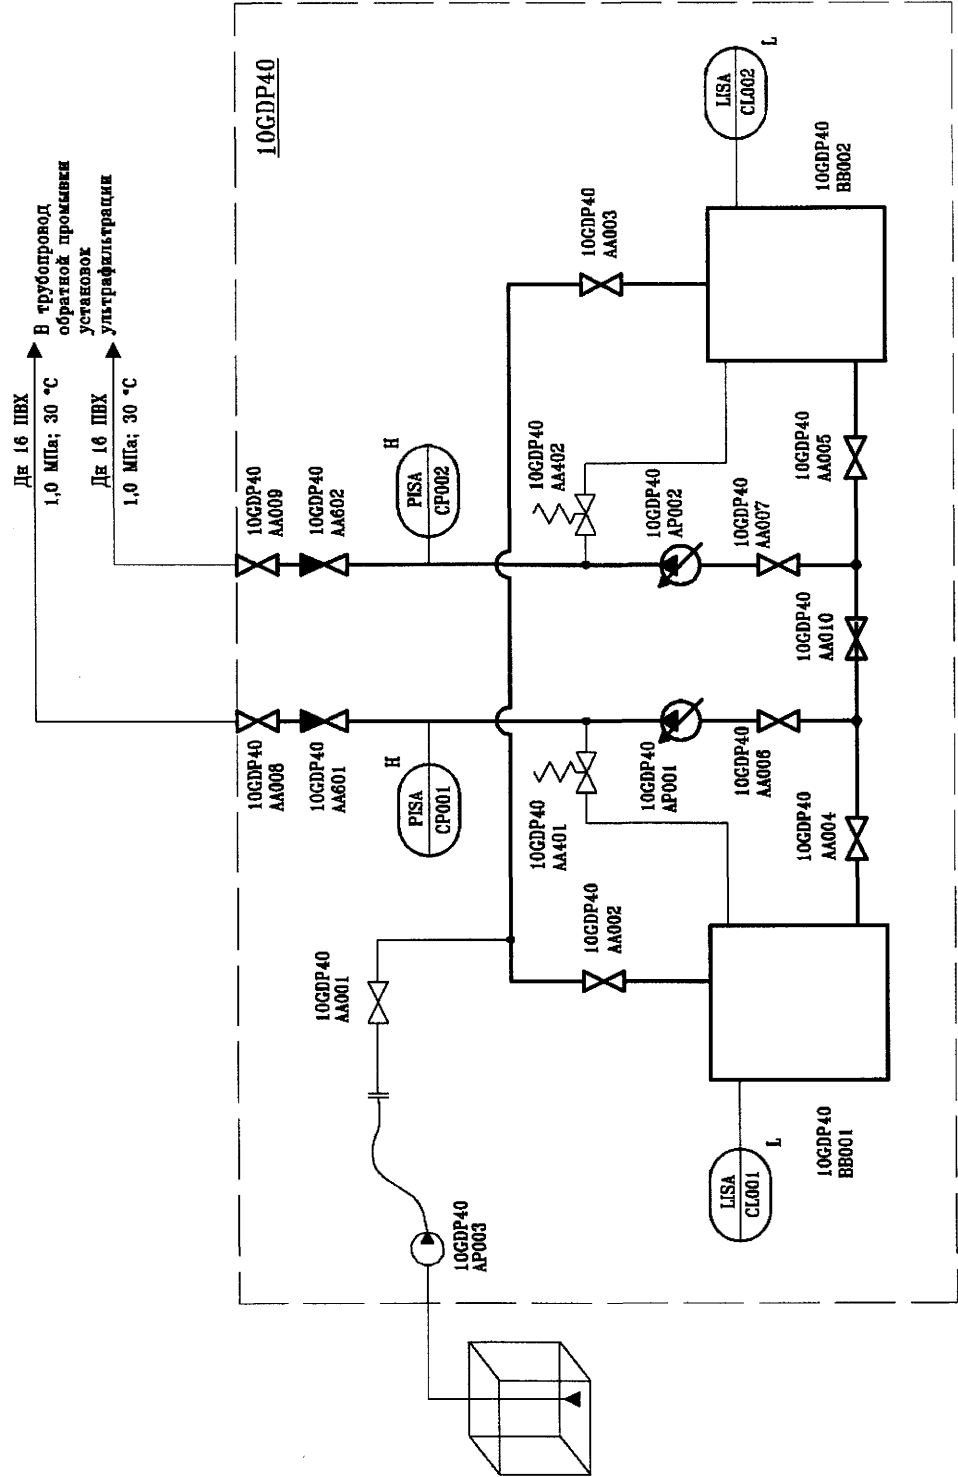 В трубопровод
обратной промывки
установок
ультрафильтрации
Дн 16 ПВХ
1,0 МПа; 30 °C
Дн 16 ПВХ
1,0 МПа; 30 °C
10GDP40
10GDP40
AA008
10GDP40
AA009
10GDP40
AA601
10GDP40
AA602
H
PISA
CP001
H
PISA
CP002
10GDP40
AA001
10GDP40
AP003
10GDP40
AA401
10GDP40
AA402
10GDP40
AA002
10GDP40
AA003
10GDP40
AP001
10GDP40
AP002
10GDP40
AA006
10GDP40
AA007
10GDP40
AA004
10GDP40
AA010
10GDP40
AA005
LISA
CL001
L
LISA
CL002
L
10GDP40
BB001
10GDP40
BB002